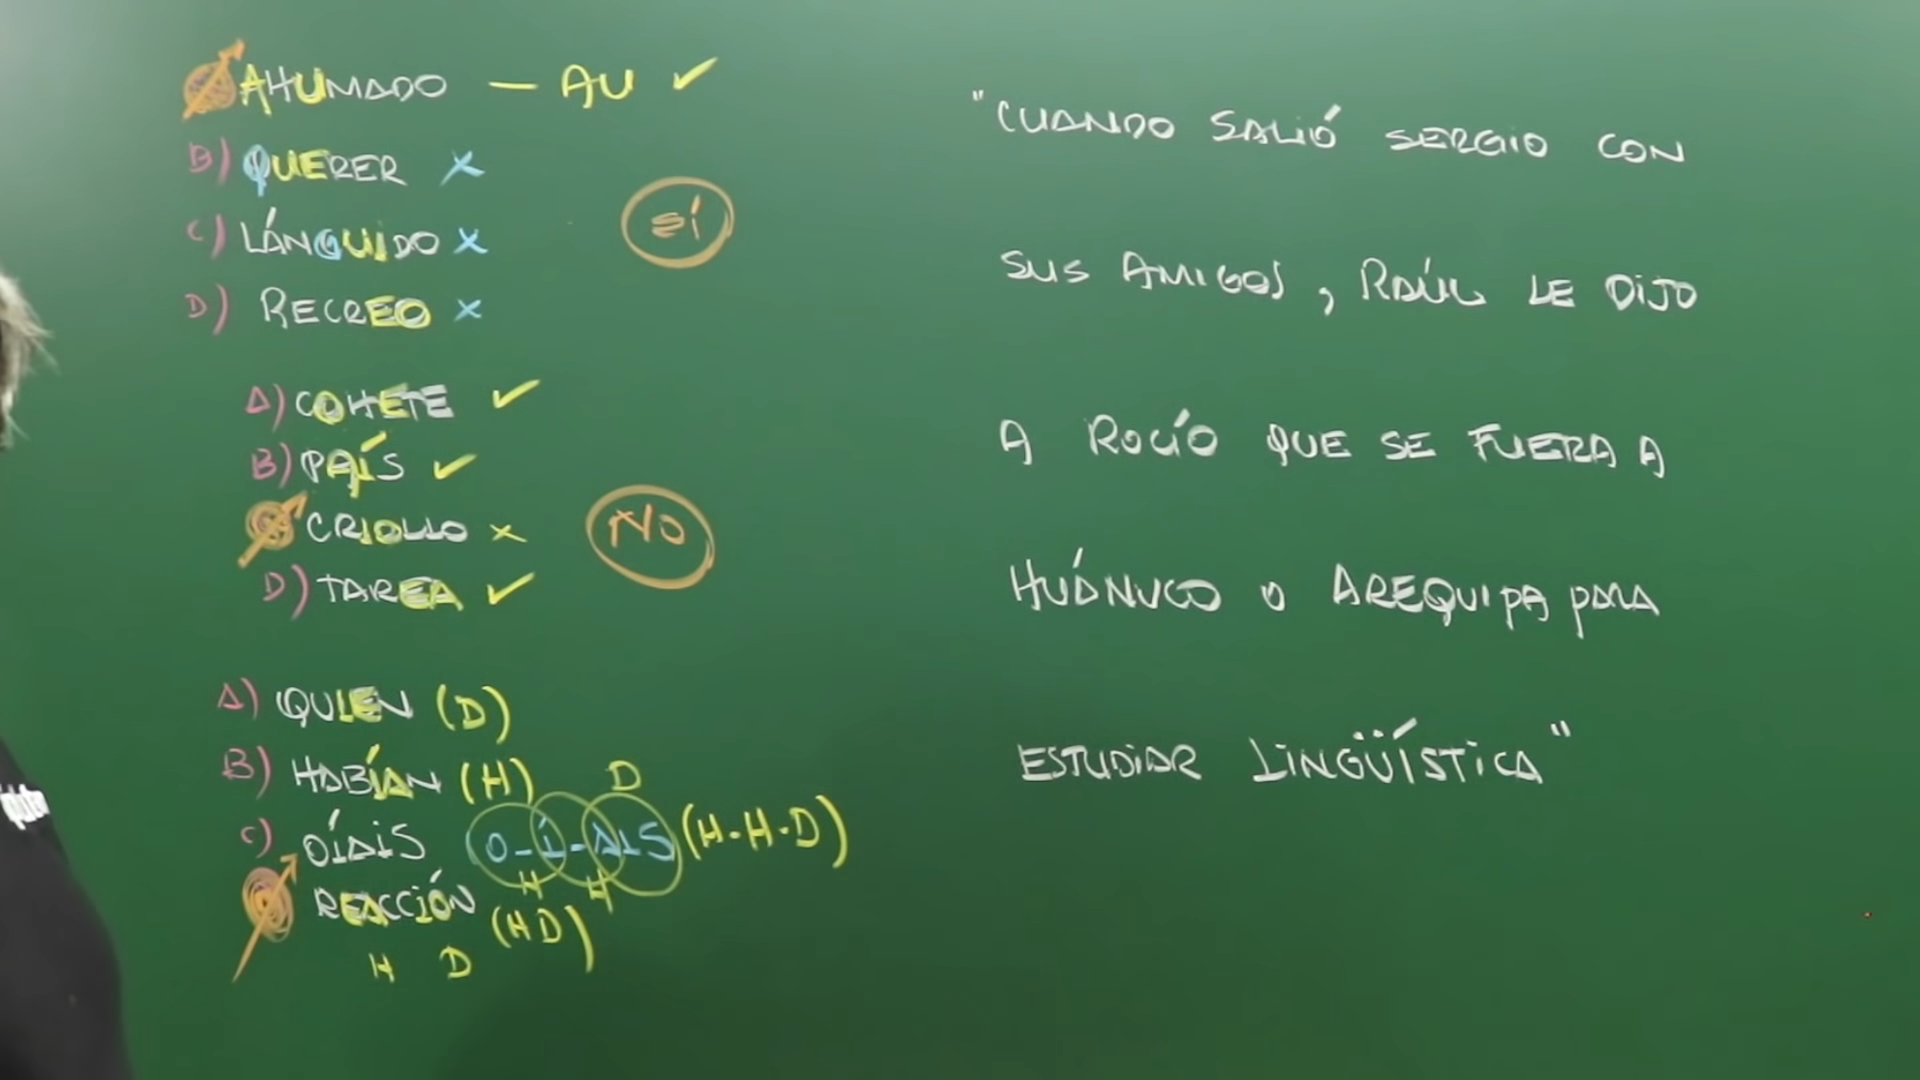 AHUMADO — AU ✓
B) QUERER ×
C) LÁNGUIDO ×
SÍ
D) RECREO ×
A) COHETE ✓
B) PAÍS ✓
CRIOLLO ×
NO
D) TAREA ✓
A) QUIEN (D)
B) HABÍAN (H)
D
C) OÍAIS O-Í-AIS (H-H-D)
H H
REACCIÓN (HD)
H D
"CUANDO SALIÓ SERGIO CON
SUS AMIGOS, RAÚL LE DIJO
A ROCÍO QUE SE FUERA A
HUÁNUCO O AREQUIPA PARA
ESTUDIAR LINGÜÍSTICA"